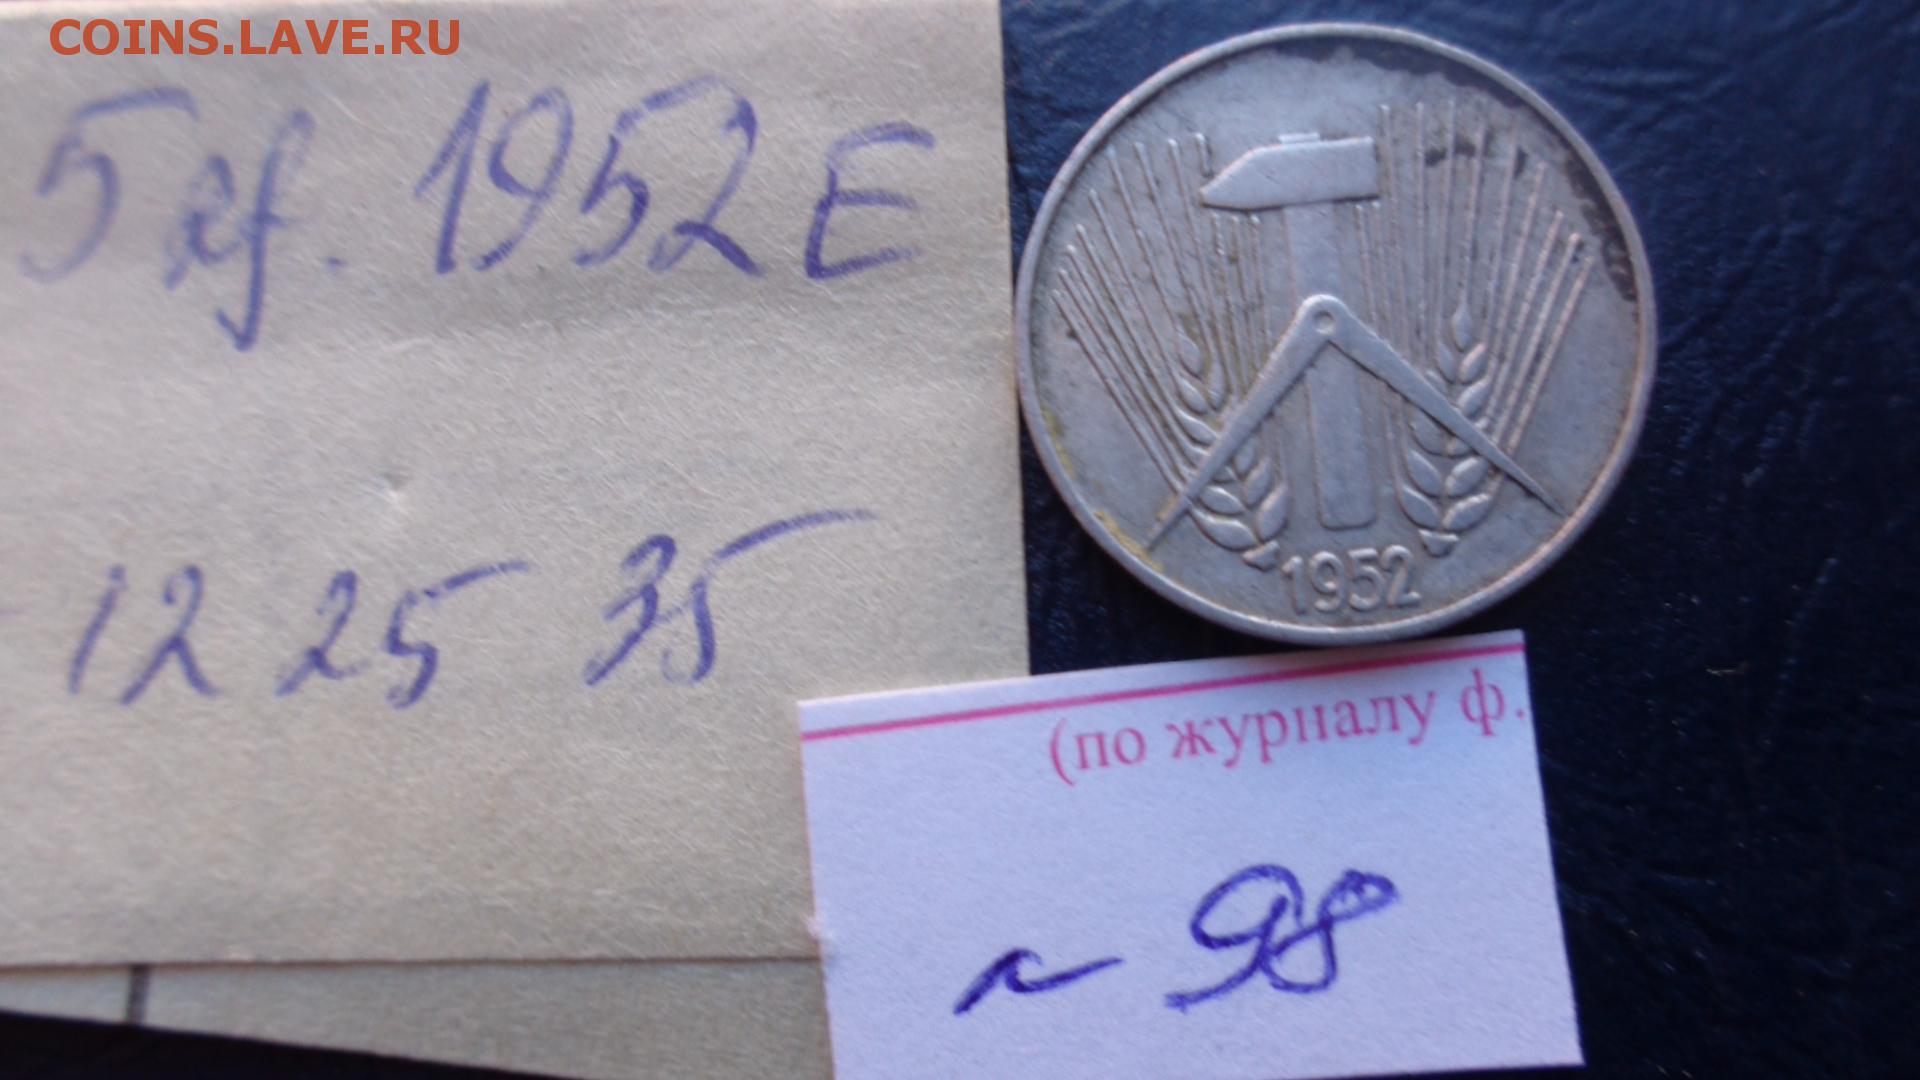 COINS.LAVE.RU
5 pf. 1952 E
- 12 25 35
1952
(по журналу ф.
л 98